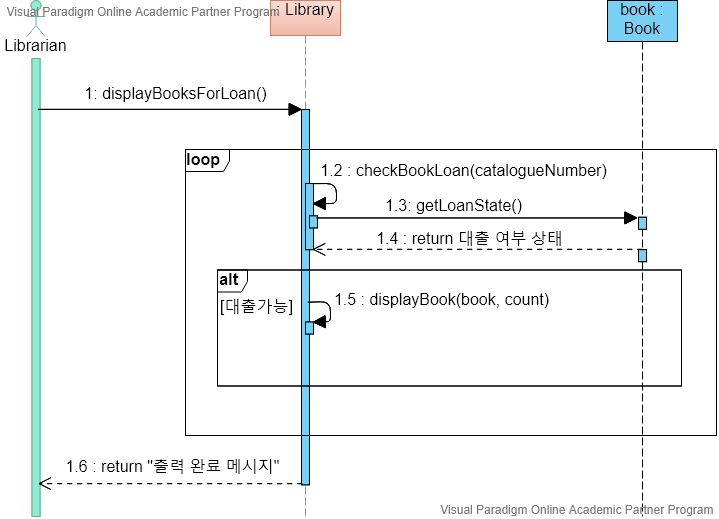 Visual Paradigm Online Academic Partner Program
: Library
book :
Book
Librarian
1: displayBooksForLoan()
loop
1.2 : checkBookLoan(catalogueNumber)
1.3: getLoanState()
1.4 : return 대출 여부 상태
alt
[대출가능]
1.5 : displayBook(book, count)
1.6 : return "출력 완료 메시지"
Visual Paradigm Online Academic Partner Program